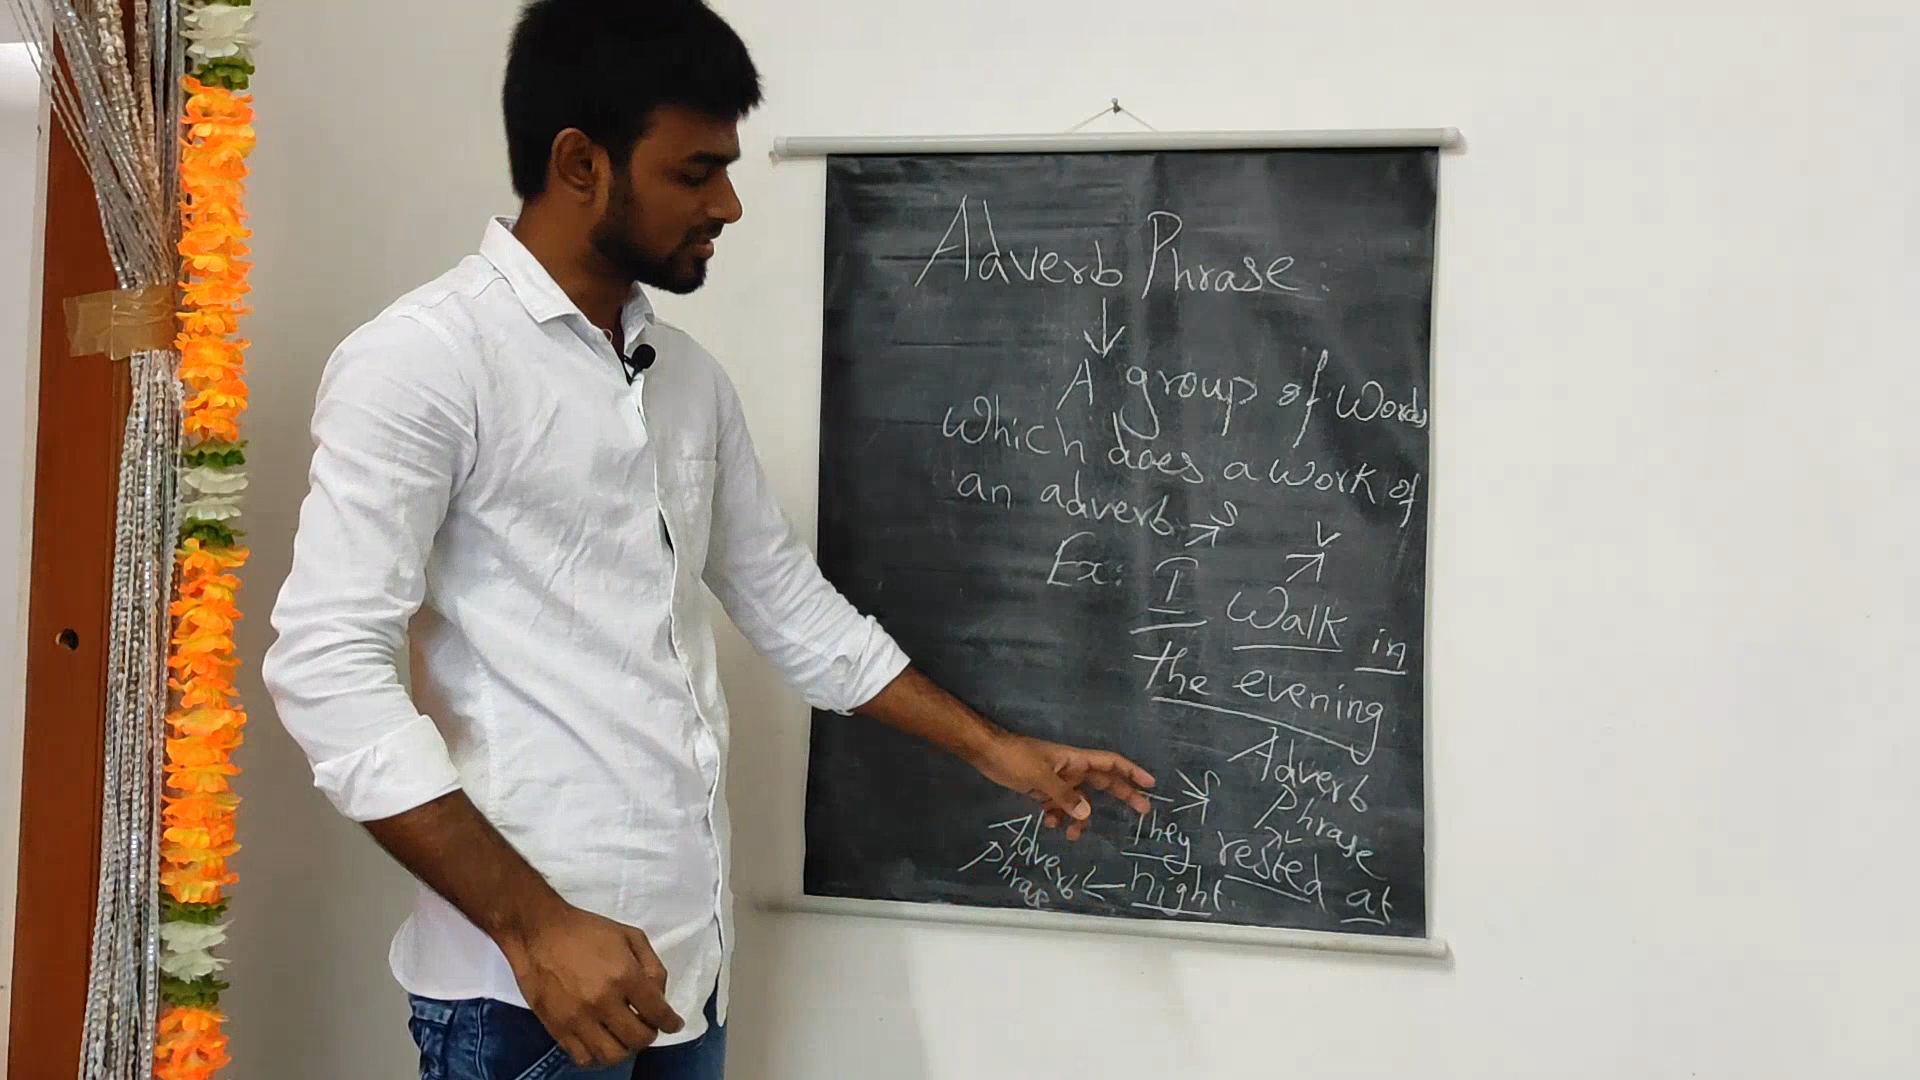 Adverb Phrase.
A group of Words
Which does a work of
an adverb
S V
Ex: I Walk in
the evening
Adverb
Phrase
S V
They rested at
night.
Adverb
Phrase